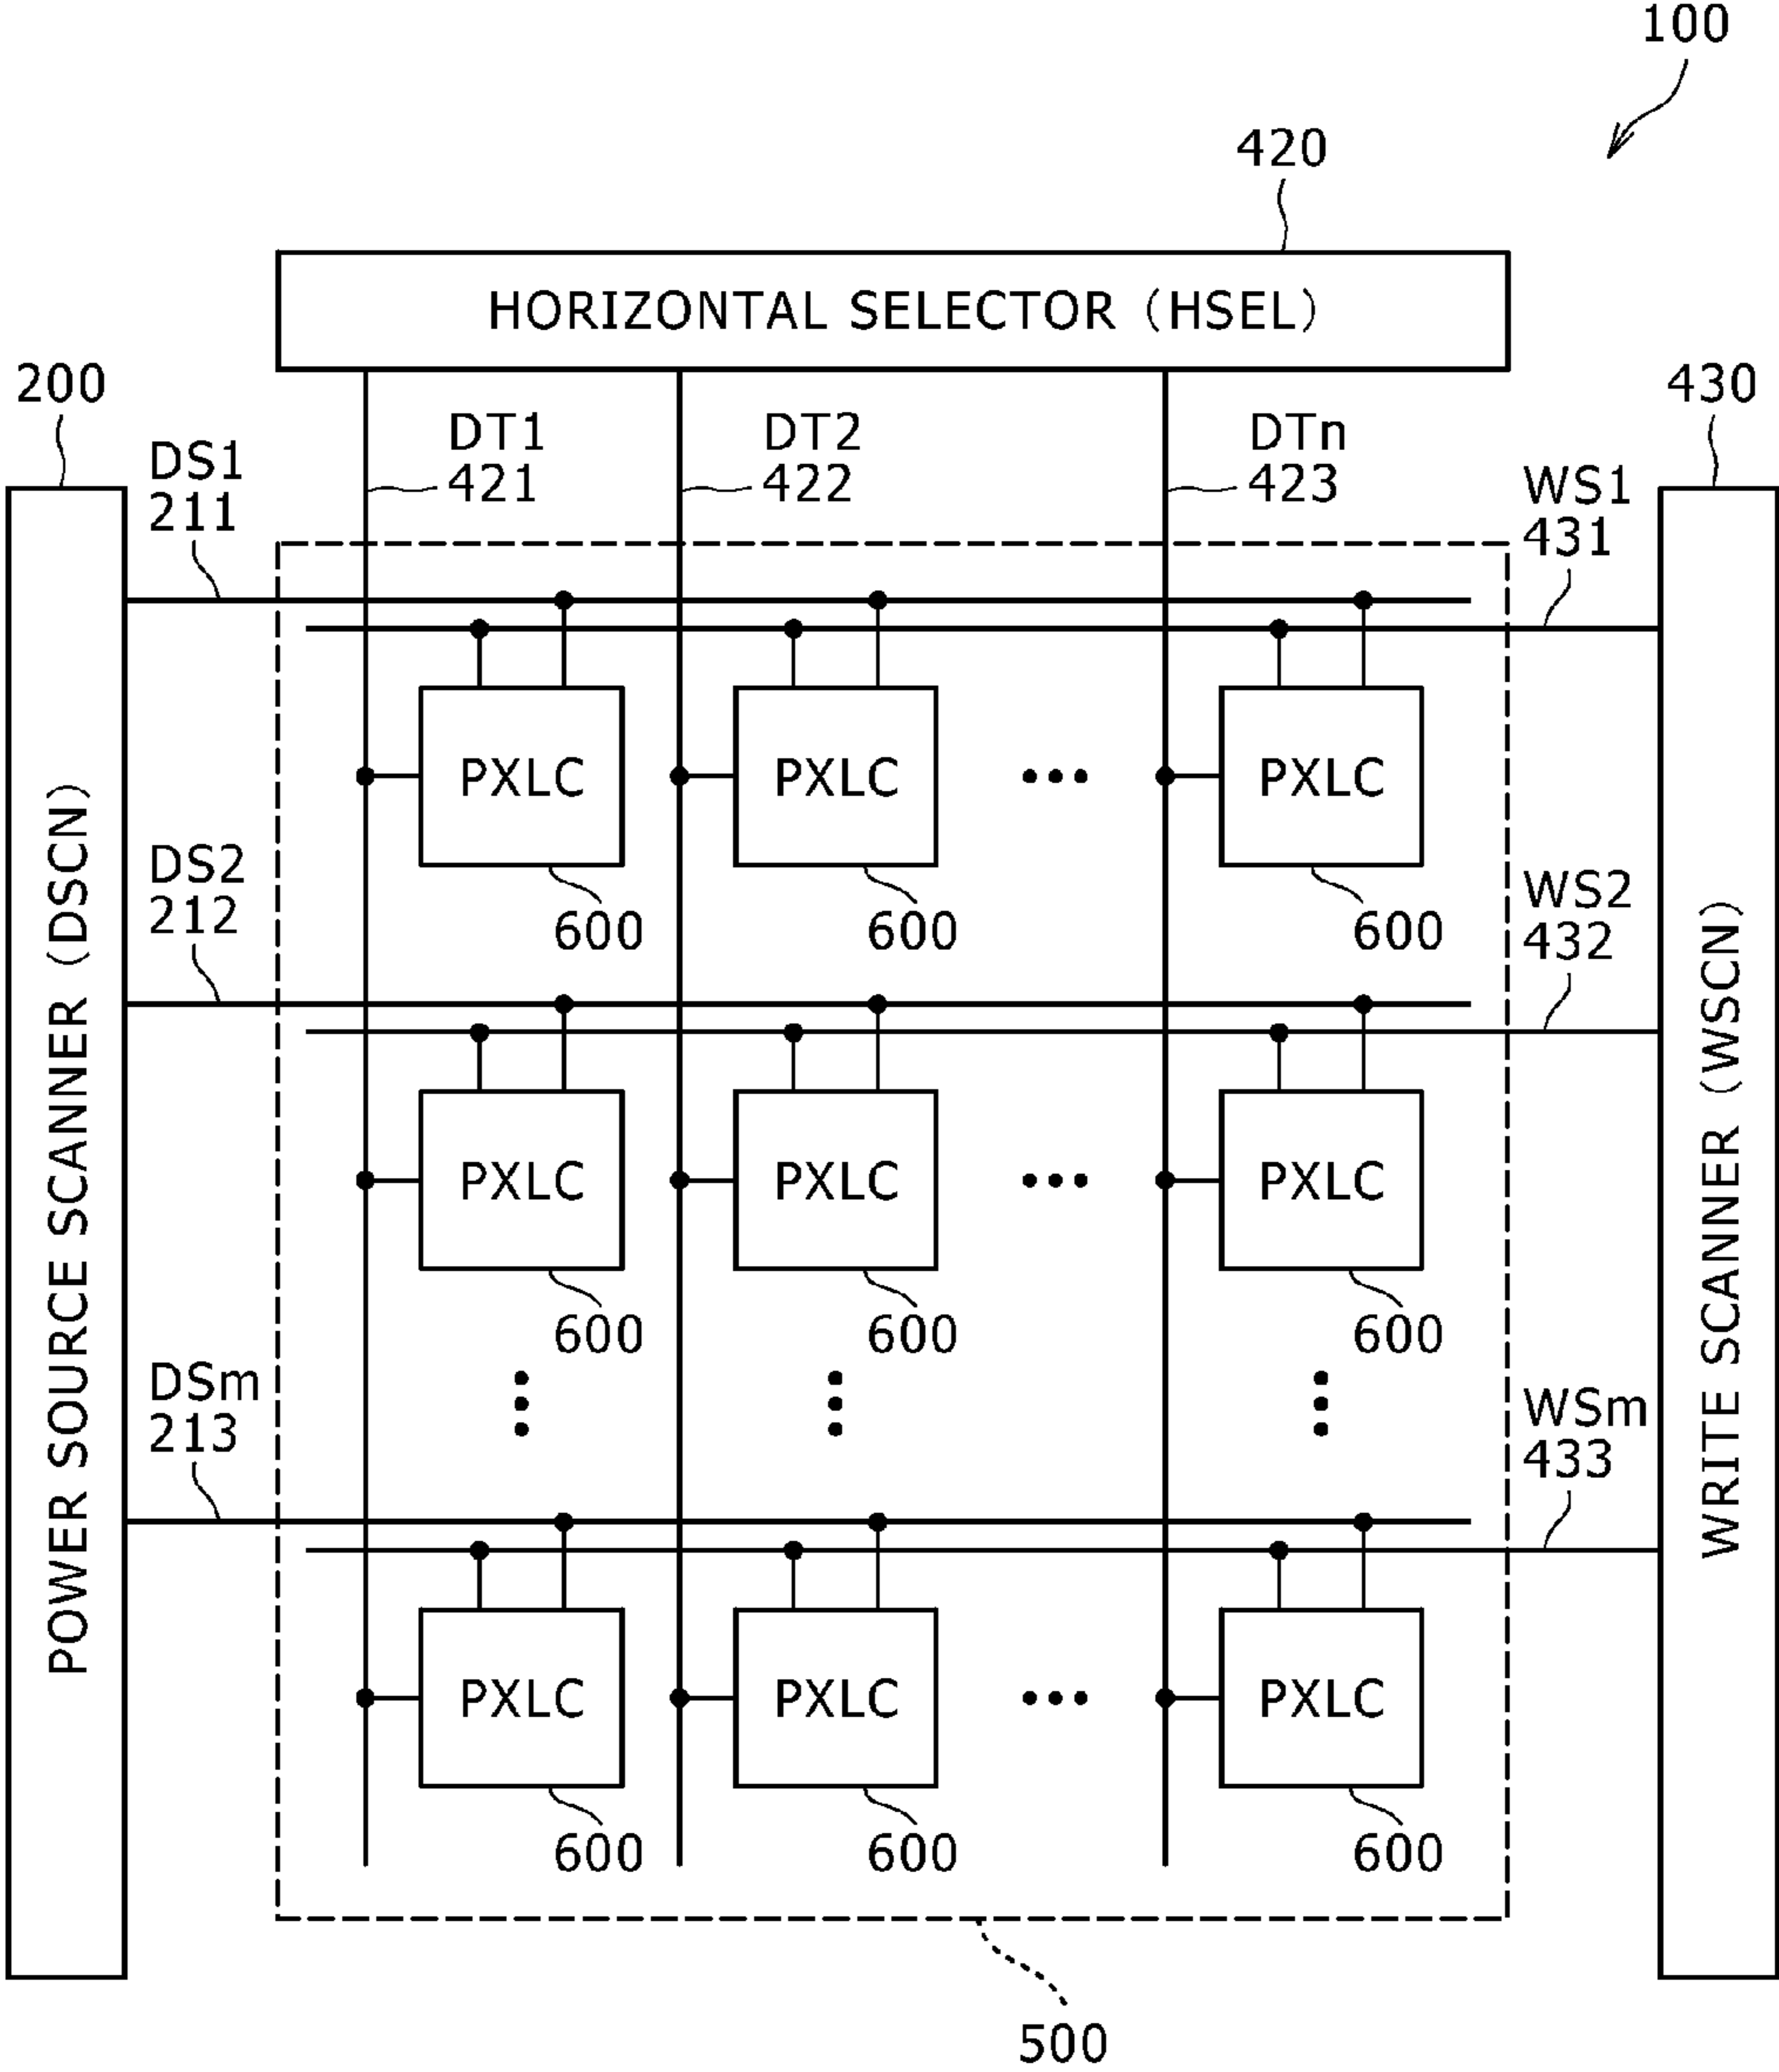 100
420
HORIZONTAL SELECTOR (HSEL)
200
430
DT1
421
DT2
422
DTn
423
DS1
211
WS1
431
POWER SOURCE SCANNER (DSCN)
WRITE SCANNER (WSCN)
PXLC
PXLC
•••
PXLC
600
600
600
DS2
212
WS2
432
PXLC
PXLC
•••
PXLC
600
600
600
DSm
213
WSm
433
PXLC
PXLC
•••
PXLC
600
600
600
500